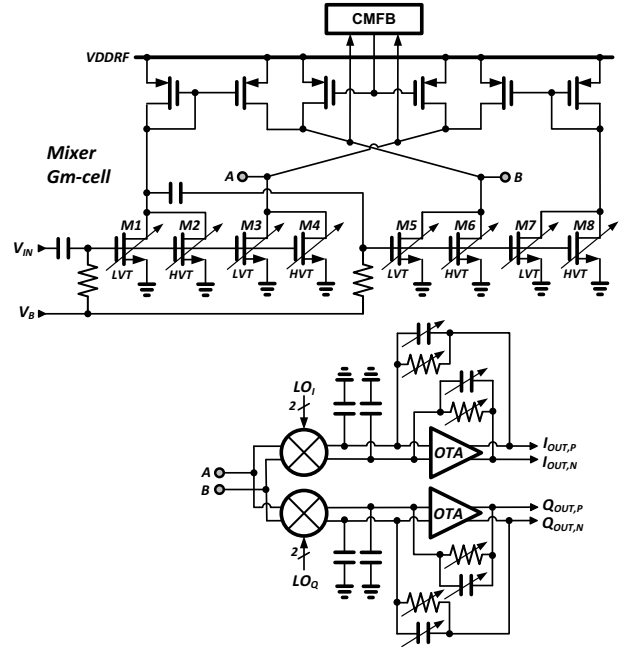 CMFB
VDDRF
Mixer
Gm-cell
A
B
M1 M2 M3 M4 M5 M6 M7 M8
VIN
LVT HVT LVT HVT LVT HVT LVT HVT
VB
LOI
2
OTA
IOUT,P
IOUT,N
A
B
OTA
QOUT,P
QOUT,N
2
LOQ